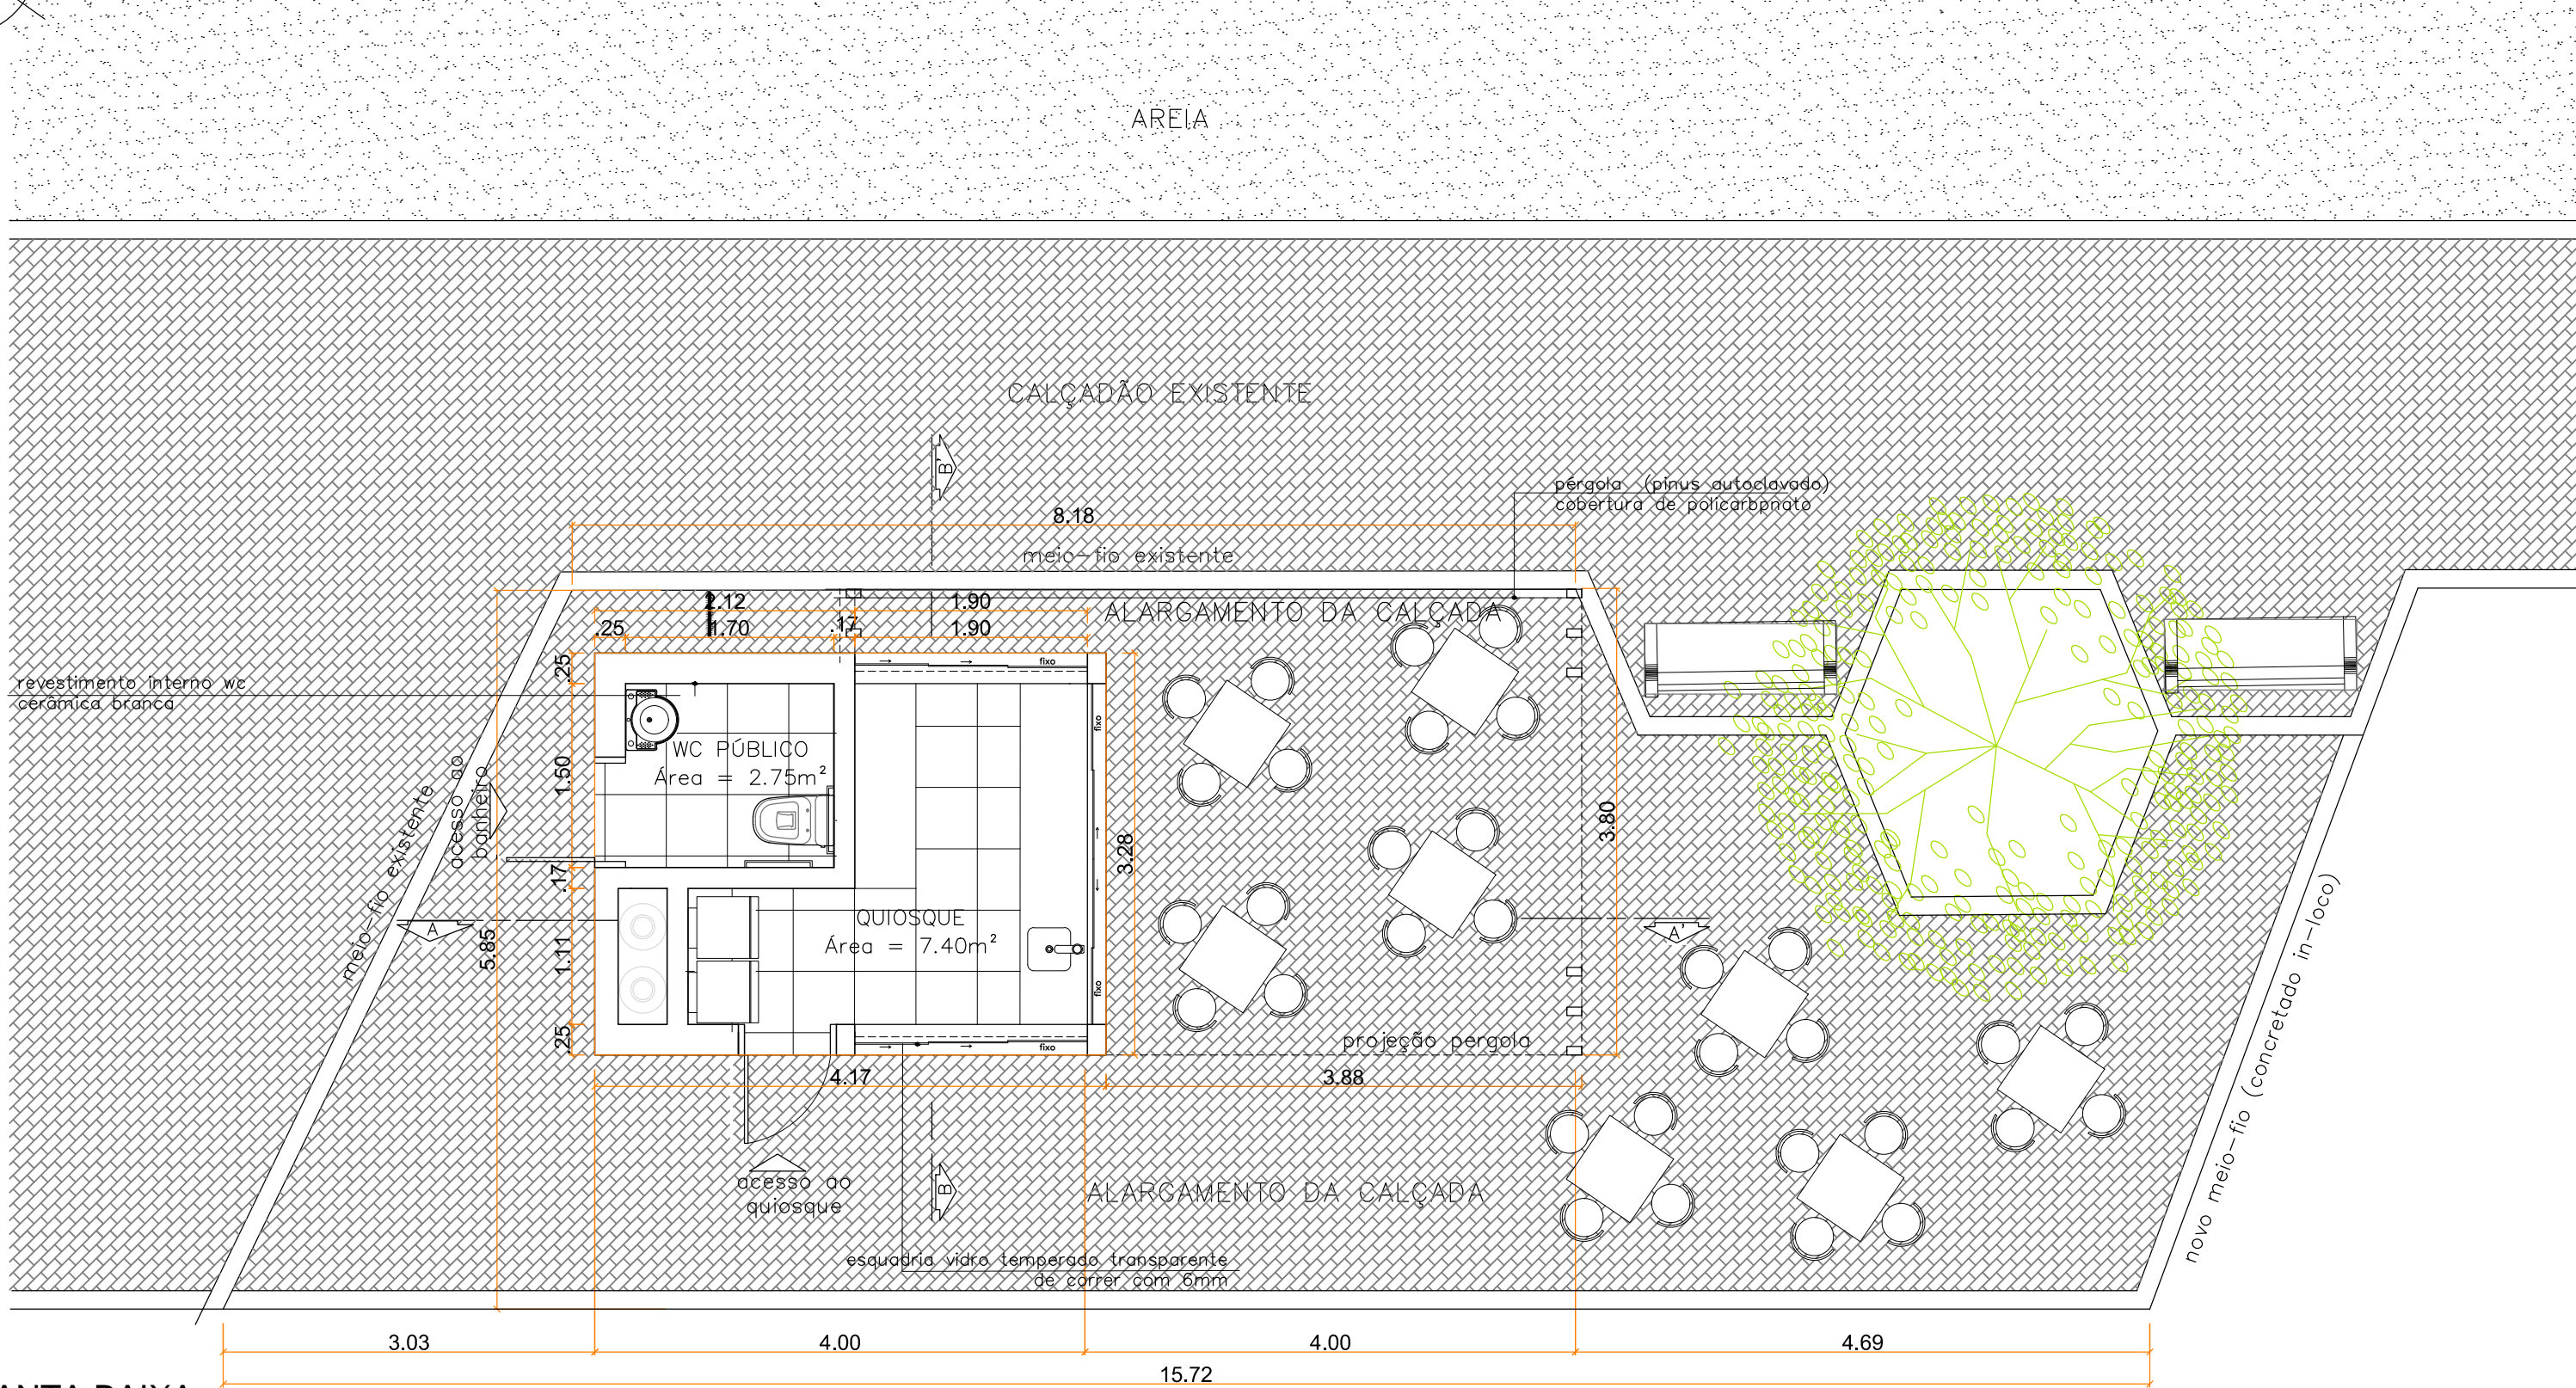 AREIA
CALÇADÃO EXISTENTE
B'
pérgola (pinus autoclavado)
cobertura de policarbpnato
8.18
meio-fio existente
2.12
1.90
ALARGAMENTO DA CALÇADA
.25
1.70
.17
1.90
.25
fixo
fixo
revestimento interno wc
cerâmica branca
WC PÚBLICO
Área = 2.75m²
1.50
acesso ao
banheiro
meio-fio existente
3.80
3.28
.17
QUIOSQUE
Área = 7.40m²
A
A'
5.85
1.11
fixo
.25
fixo
projeção pergola
novo meio-fio (concretado in-loco)
4.17
3.88
acesso ao
quiosque
B
ALARGAMENTO DA CALÇADA
esquadria vidro temperado transparente
de correr com 6mm
3.03
4.00
4.00
4.69
15.72